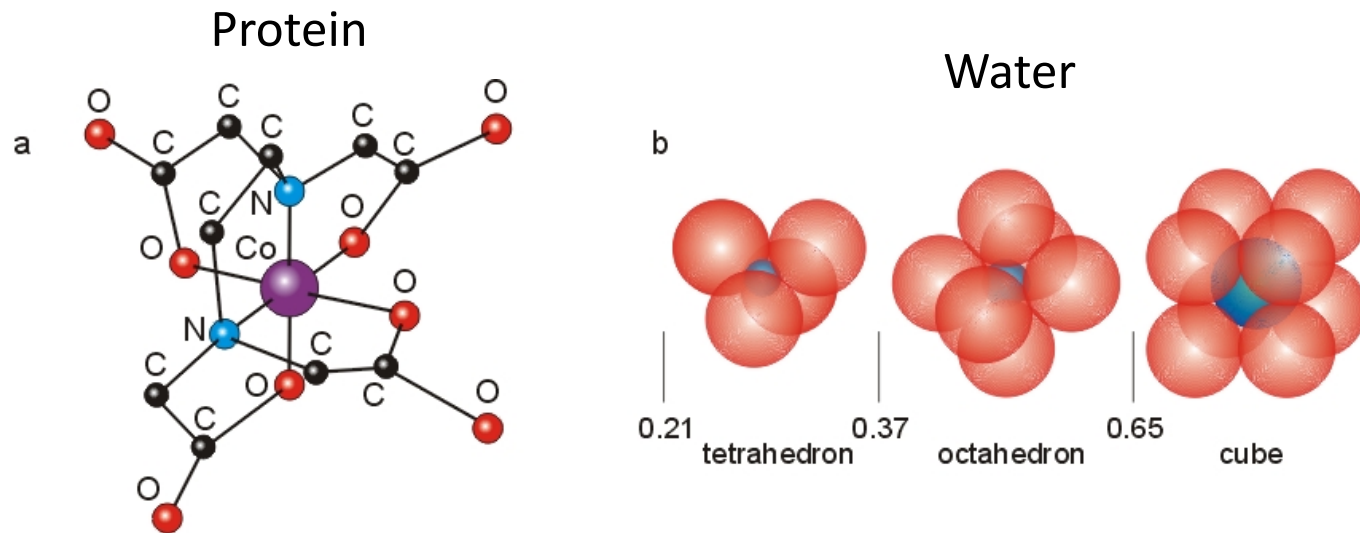 Protein
Water
a
b
O
C
C
O
C
C
C
N
C
O
O
Co
O
N
C
O
C
C
O
C
O
0.21
tetrahedron
0.37
octahedron
0.65
cube